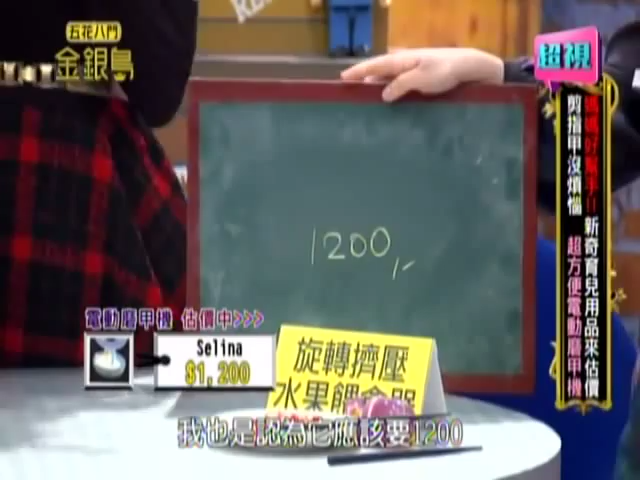 五花八門
金銀島
超視
媽媽好幫手!! 新奇育兒用品來估價
剪指甲沒煩惱 超方便電動磨甲機
1200,-
電動磨甲機 估價中>>>
Selina
$1,200
旋轉擠壓
水果餵食器
我也是認為它應該要1200